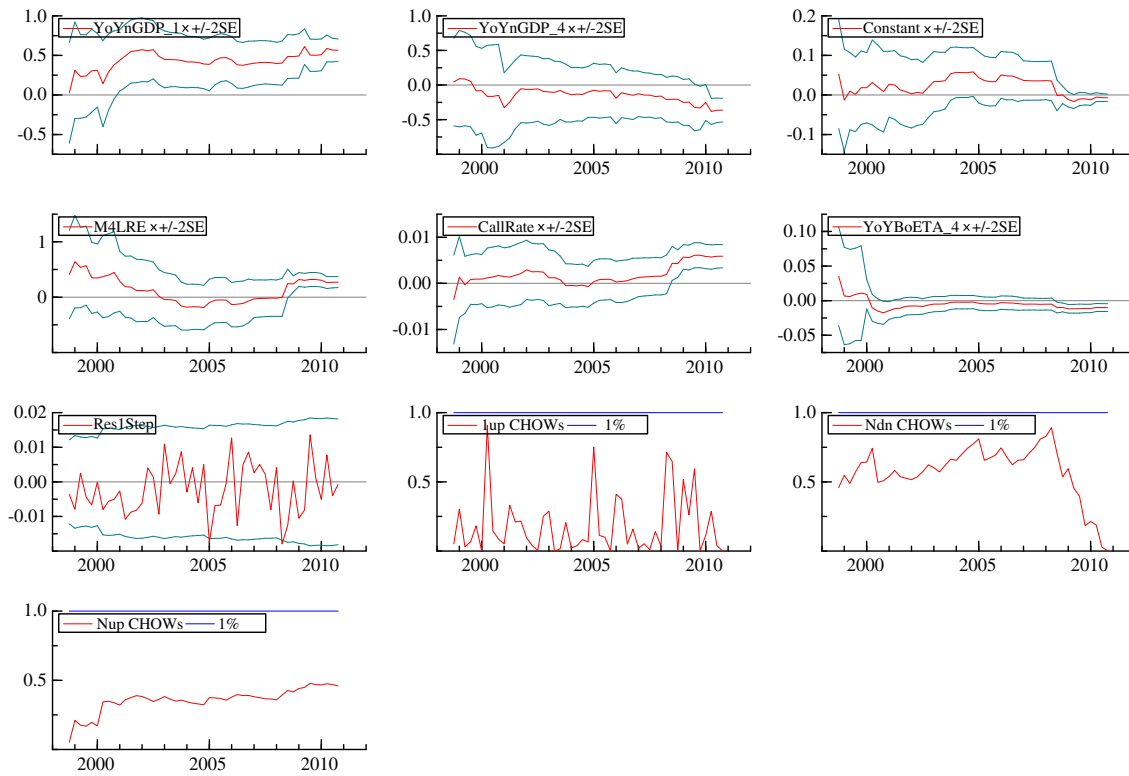 YoYnGDP_1 ×+/-2SE
1.0
0.5
0.0
-0.5
2000 2005 2010
YoYnGDP_4 ×+/-2SE
1.0
0.5
0.0
-0.5
2000 2005 2010
Constant ×+/-2SE
0.2
0.1
0.0
-0.1
2000 2005 2010
M4LRE ×+/-2SE
1
0
2000 2005 2010
CallRate ×+/-2SE
0.01
0.00
-0.01
2000 2005 2010
YoYBoETA_4 ×+/-2SE
0.10
0.05
0.00
-0.05
2000 2005 2010
Res1Step
0.02
0.01
0.00
-0.01
2000 2005 2010
1up CHOWs 1%
1.0
0.5
2000 2005 2010
Ndn CHOWs 1%
1.0
0.5
2000 2005 2010
Nup CHOWs 1%
1.0
0.5
2000 2005 2010